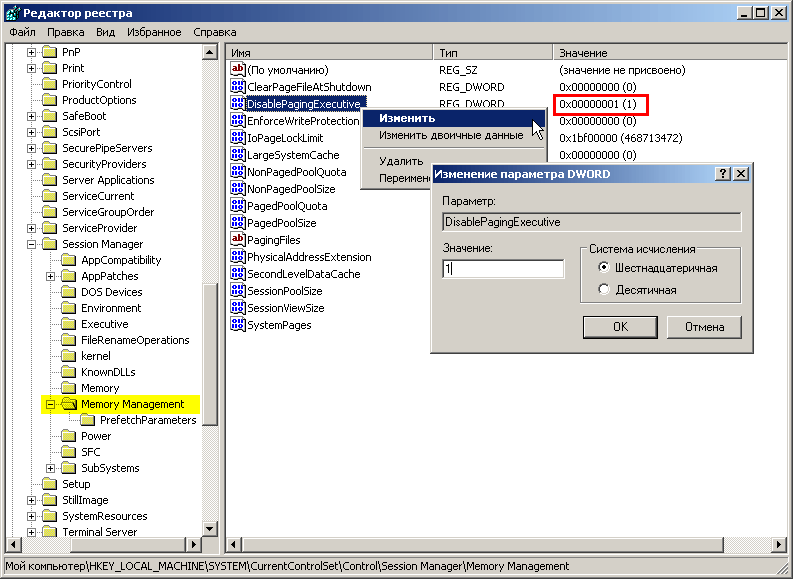 Редактор реестра
Файл Правка Вид Избранное Справка
PnP
Print
PriorityControl
ProductOptions
SafeBoot
ScsiPort
SecurePipeServers
SecurityProviders
Server Applications
ServiceCurrent
ServiceGroupOrder
ServiceProvider
Session Manager
AppCompatibility
AppPatches
DOS Devices
Environment
Executive
FileRenameOperations
kernel
KnownDLLs
Memory
Memory Management
PrefetchParameters
Power
SFC
SubSystems
Setup
StillImage
SystemResources
Terminal Server
Имя Тип Значение
ab (По умолчанию) REG_SZ (значение не присвоено)
ClearPageFileAtShutdown REG_DWORD 0x00000000 (0)
DisablePagingExecutive REG_DWORD 0x00000001 (1)
EnforceWriteProtection 0x00000000 (0)
IoPageLockLimit 0x1bf00000 (468713472)
LargeSystemCache 0x00000000 (0)
NonPagedPoolQuota
NonPagedPoolSize
PagedPoolQuota
PagedPoolSize
ab PagingFiles
PhysicalAddressExtension
SecondLevelDataCache
SessionPoolSize
SessionViewSize
SystemPages
Изменить
Изменить двоичные данные
Удалить
Переимено
Изменение параметра DWORD
Параметр:
DisablePagingExecutive
Значение:
1
Система исчисления
Шестнадцатеричная
Десятичная
OK Отмена
Мой компьютер\HKEY_LOCAL_MACHINE\SYSTEM\CurrentControlSet\Control\Session Manager\Memory Management